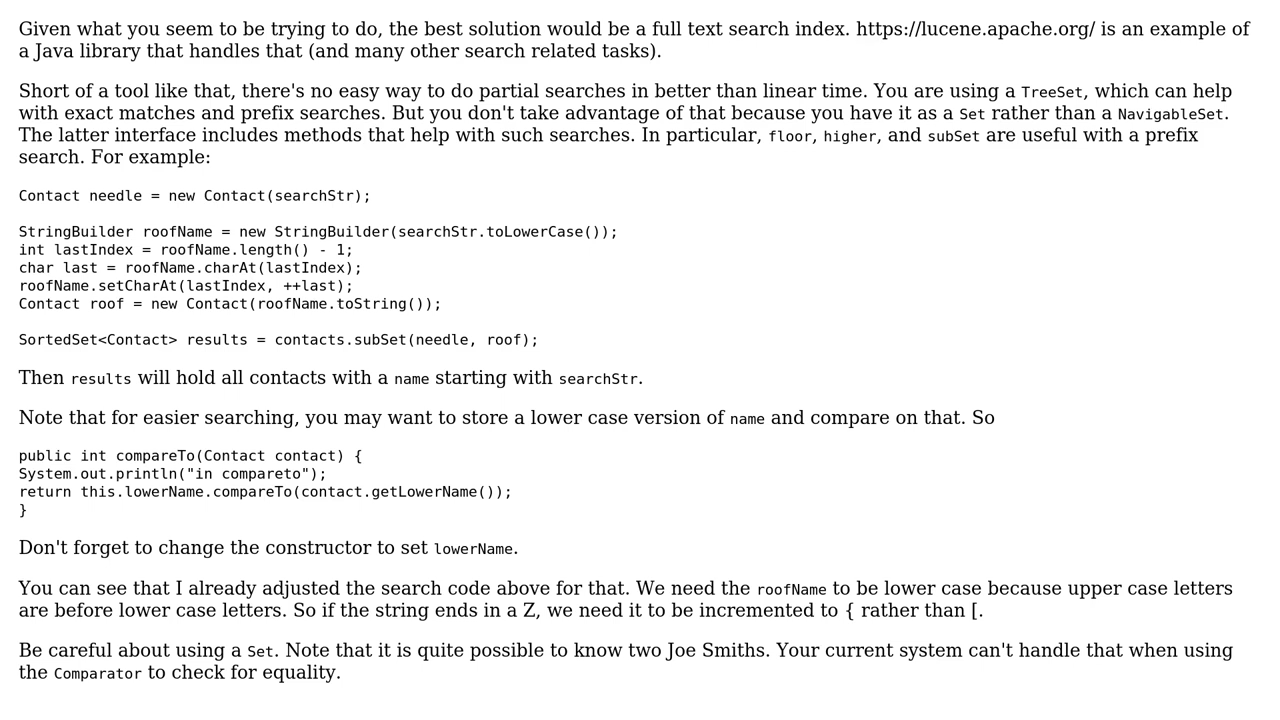 Given what you seem to be trying to do, the best solution would be a full text search index. https://lucene.apache.org/ is an example of
a Java library that handles that (and many other search related tasks).
Short of a tool like that, there's no easy way to do partial searches in better than linear time. You are using a TreeSet, which can help
with exact matches and prefix searches. But you don't take advantage of that because you have it as a Set rather than a NavigableSet.
The latter interface includes methods that help with such searches. In particular, floor, higher, and subSet are useful with a prefix
search. For example:
Contact needle = new Contact(searchStr);
StringBuilder roofName = new StringBuilder(searchStr.toLowerCase());
int lastIndex = roofName.length() - 1;
char last = roofName.charAt(lastIndex);
roofName.setCharAt(lastIndex, ++last);
Contact roof = new Contact(roofName.toString());
SortedSet<Contact> results = contacts.subSet(needle, roof);
Then results will hold all contacts with a name starting with searchStr.
Note that for easier searching, you may want to store a lower case version of name and compare on that. So
public int compareTo(Contact contact) {
System.out.println("in compareto");
return this.lowerName.compareTo(contact.getLowerName());
}
Don't forget to change the constructor to set lowerName.
You can see that I already adjusted the search code above for that. We need the roofName to be lower case because upper case letters
are before lower case letters. So if the string ends in a Z, we need it to be incremented to { rather than [.
Be careful about using a Set. Note that it is quite possible to know two Joe Smiths. Your current system can't handle that when using
the Comparator to check for equality.